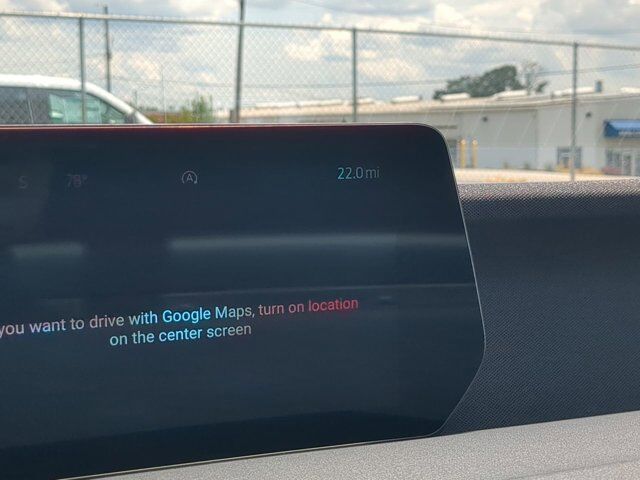 S 78° A 22.0 mi
you want to drive with Google Maps, turn on location
on the center screen